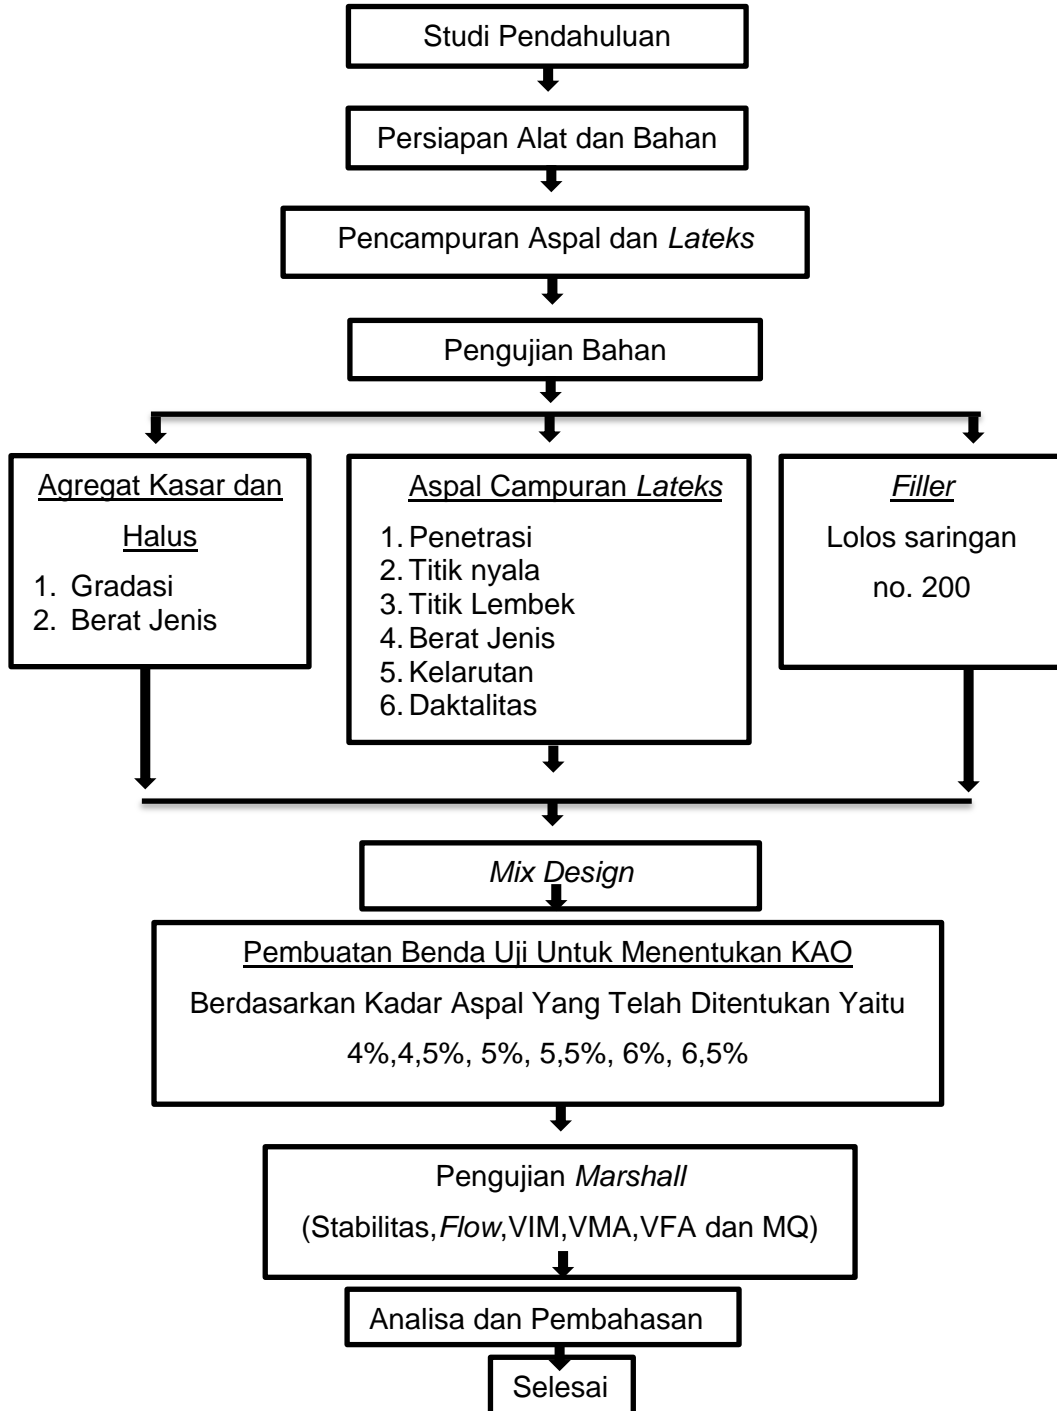 Studi Pendahuluan
Persiapan Alat dan Bahan
Pencampuran Aspal dan Lateks
Pengujian Bahan
Agregat Kasar dan
Halus
1. Gradasi
2. Berat Jenis
Aspal Campuran Lateks
1. Penetrasi
2. Titik nyala
3. Titik Lembek
4. Berat Jenis
5. Kelarutan
6. Daktalitas
Filler
Lolos saringan
no. 200
Mix Design
Pembuatan Benda Uji Untuk Menentukan KAO
Berdasarkan Kadar Aspal Yang Telah Ditentukan Yaitu
4%,4,5%, 5%, 5,5%, 6%, 6,5%
Pengujian Marshall
(Stabilitas,Flow,VIM,VMA,VFA dan MQ)
Analisa dan Pembahasan
Selesai